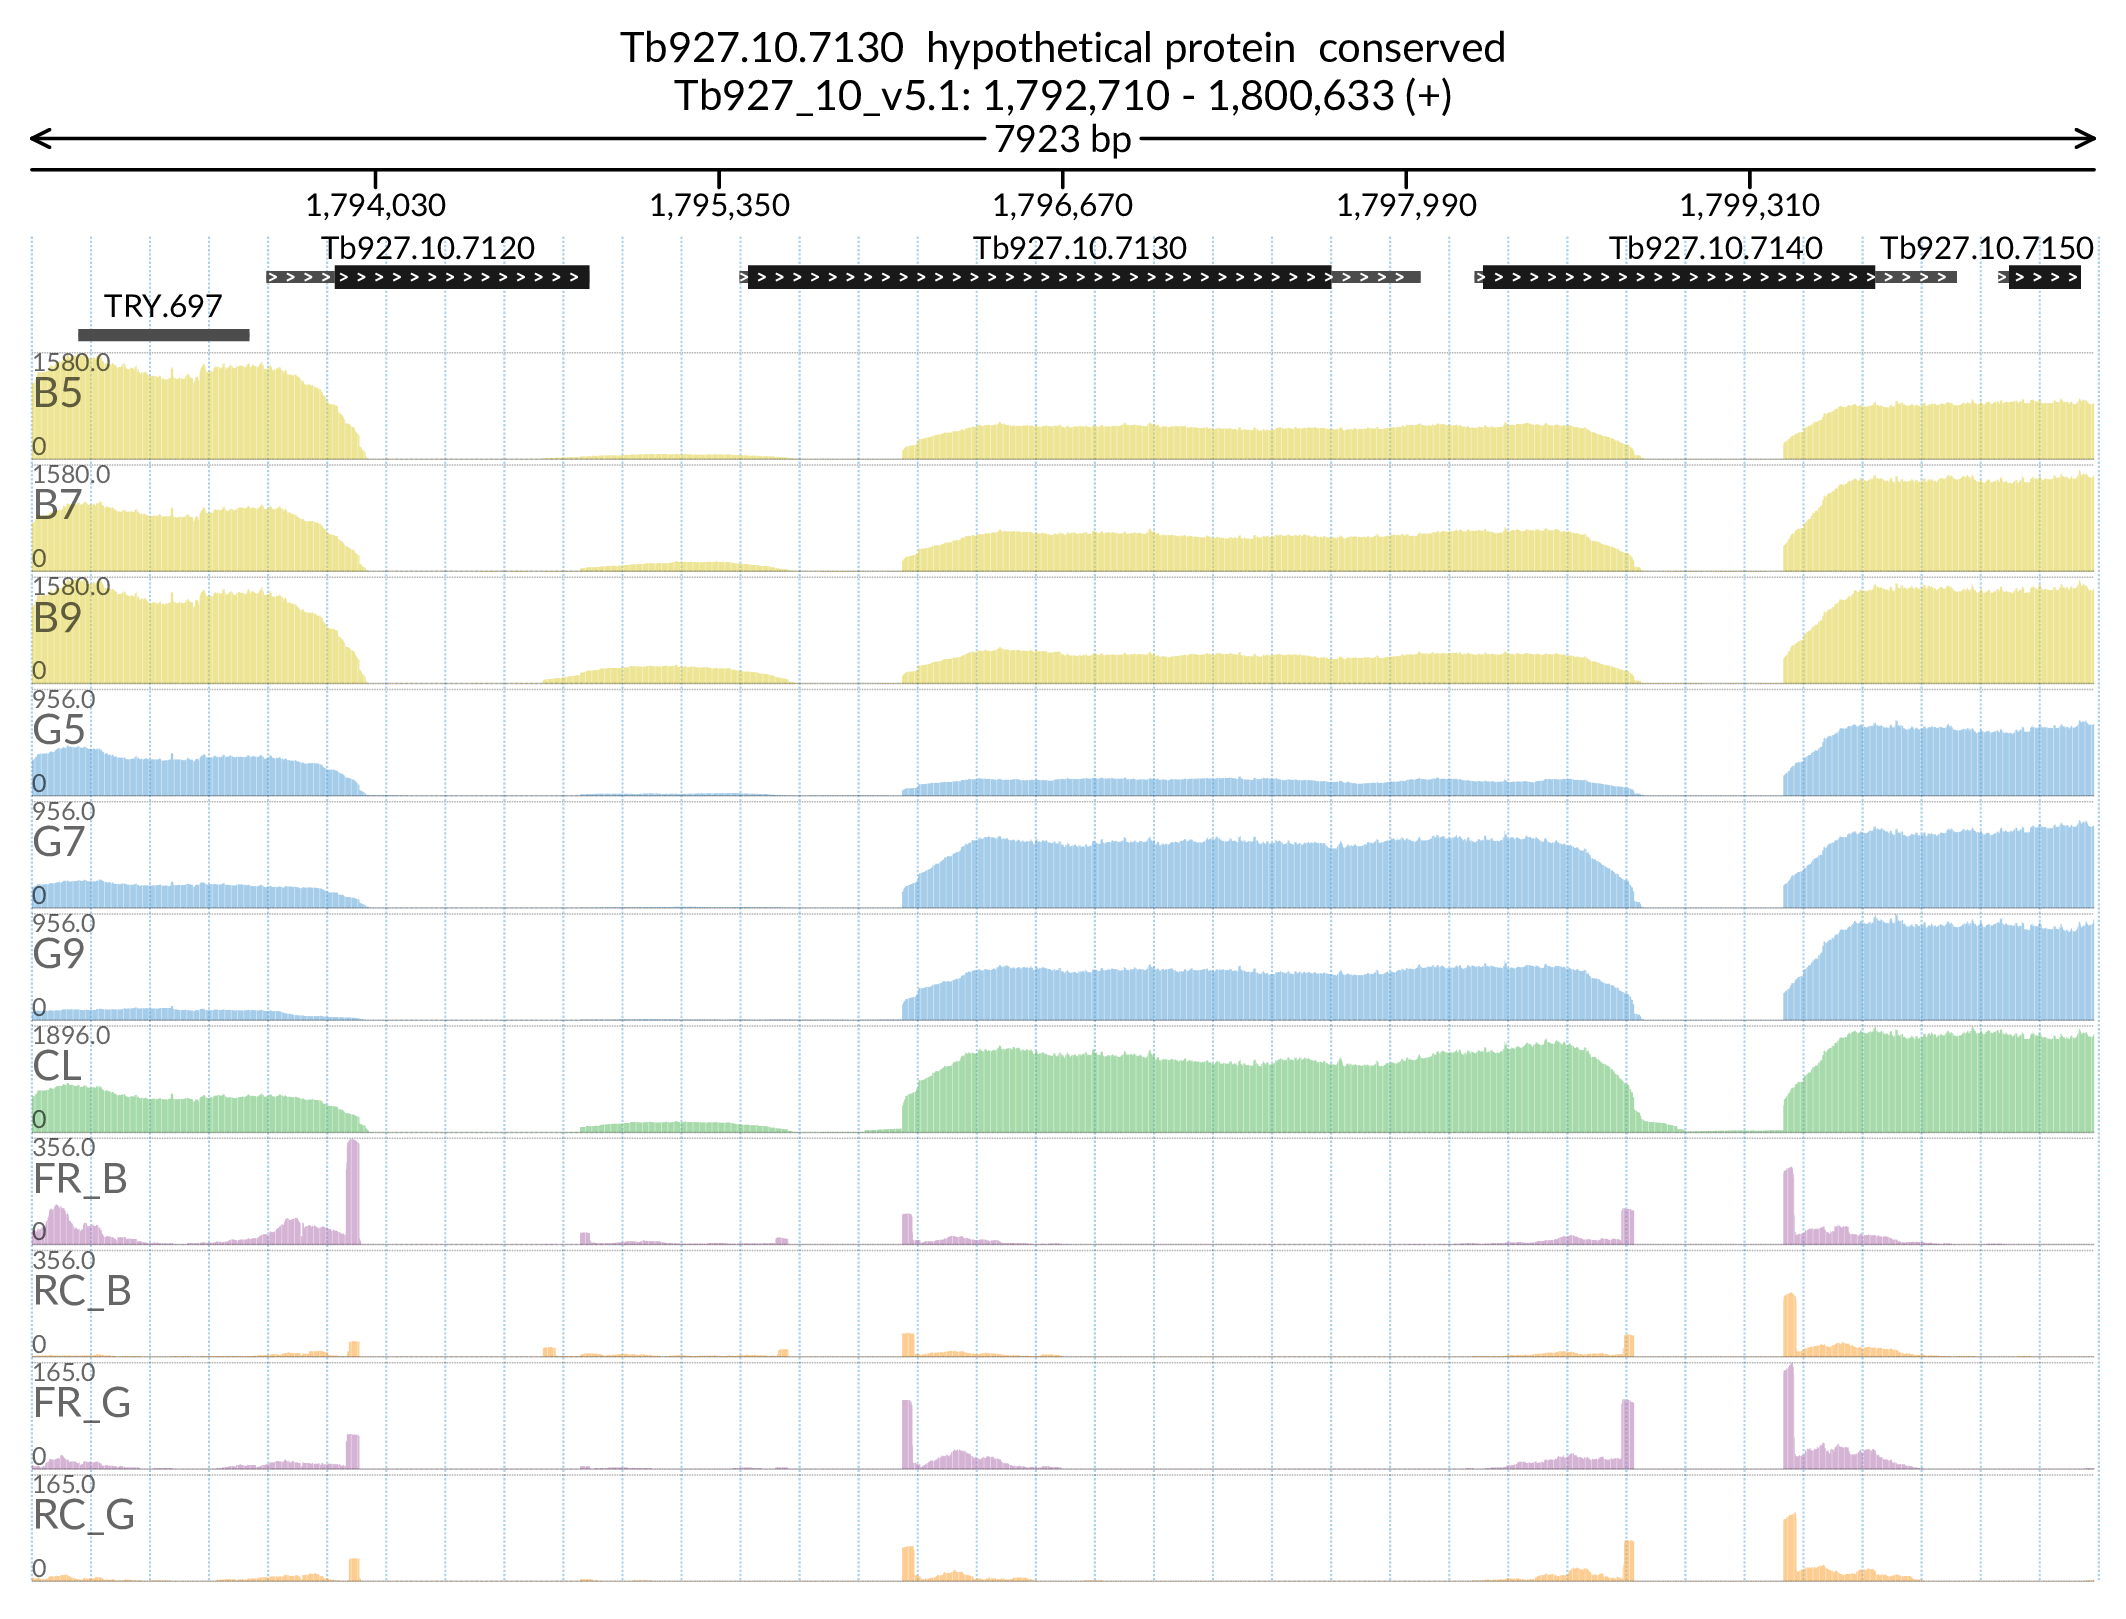 Tb927.10.7130  hypothetical protein  conserved
Tb927_10_v5.1: 1,792,710 - 1,800,633 (+)
7923 bp
1,794,030 1,795,350 1,796,670 1,797,990 1,799,310
Tb927.10.7120 Tb927.10.7130 Tb927.10.7140 Tb927.10.7150
TRY.697
1580.0
B5
0
1580.0
B7
0
1580.0
B9
0
956.0
G5
0
956.0
G7
0
956.0
G9
0
1896.0
CL
0
356.0
FR_B
0
356.0
RC_B
0
165.0
FR_G
0
165.0
RC_G
0